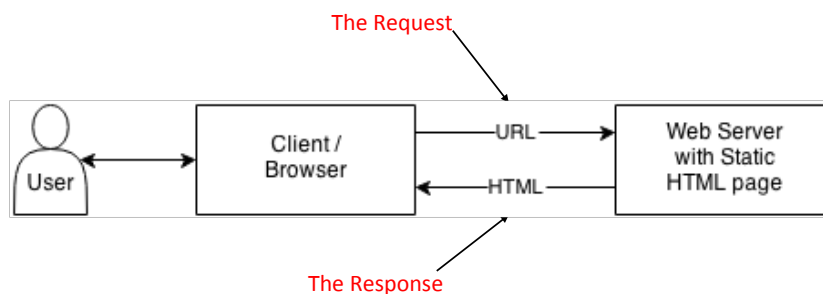 The Request
User
Client /
Browser
URL
HTML
Web Server
with Static
HTML page
The Response